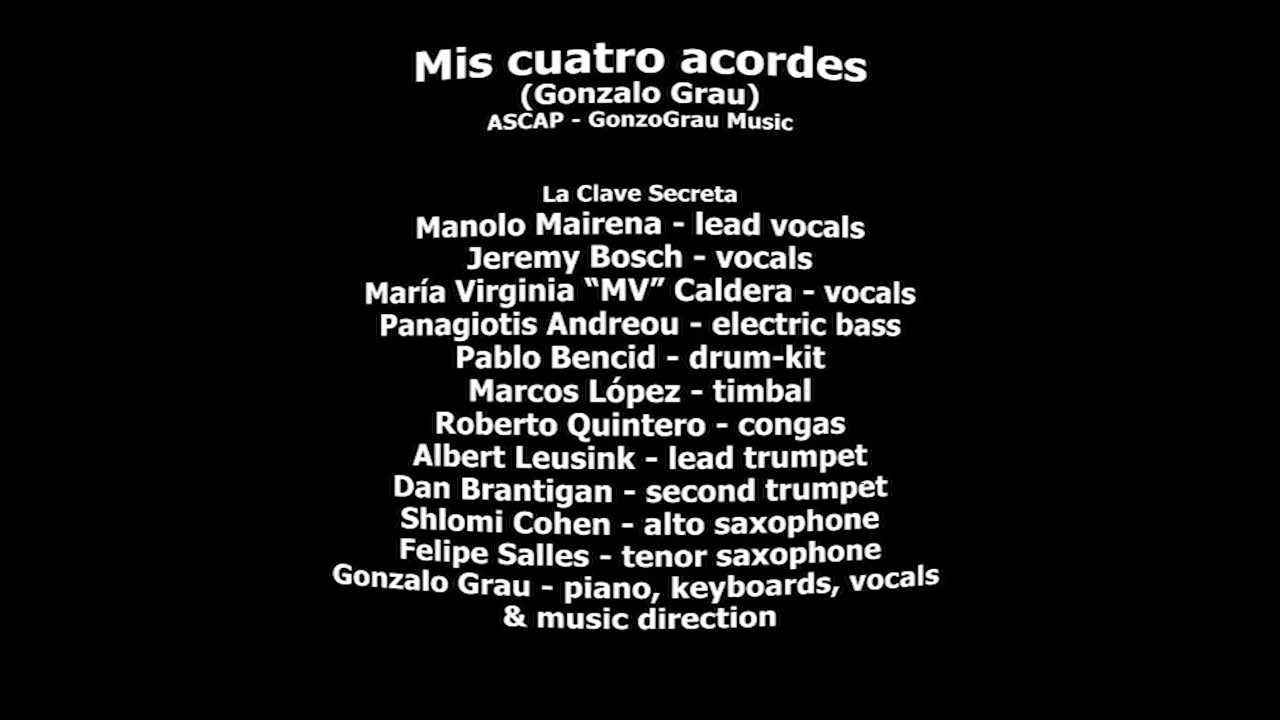 Mis cuatro acordes
(Gonzalo Grau)
ASCAP - GonzoGrau Music
La Clave Secreta
Manolo Mairena - lead vocals
Jeremy Bosch - vocals
María Virginia “MV” Caldera - vocals
Panagiotis Andreou - electric bass
Pablo Bencid - drum-kit
Marcos López - timbal
Roberto Quintero - congas
Albert Leusink - lead trumpet
Dan Brantigan - second trumpet
Shlomi Cohen - alto saxophone
Felipe Salles - tenor saxophone
Gonzalo Grau - piano, keyboards, vocals
& music direction